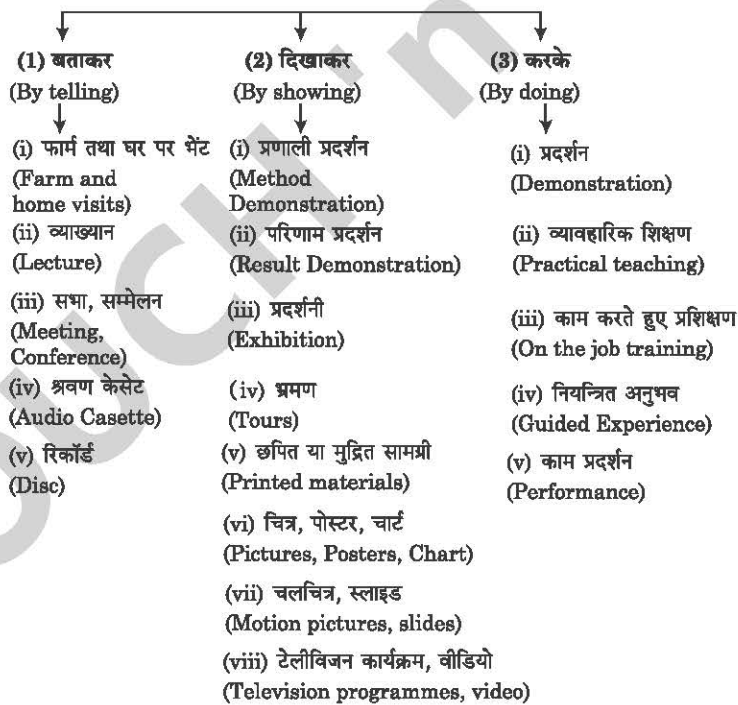 (1) बताकर
(By telling)
(i) फार्म तथा घर पर भेंट
(Farm and
home visits)
(ii) व्याख्यान
(Lecture)
(iii) सभा, सम्मेलन
(Meeting,
Conference)
(iv) श्रवण केसेट
(Audio Casette)
(v) रिकॉर्ड
(Disc)
(2) दिखाकर
(By showing)
(i) प्रणाली प्रदर्शन
(Method
Demonstration)
(ii) परिणाम प्रदर्शन
(Result Demonstration)
(iii) प्रदर्शनी
(Exhibition)
(iv) भ्रमण
(Tours)
(v) छपित या मुद्रित सामग्री
(Printed materials)
(vi) चित्र, पोस्टर, चार्ट
(Pictures, Posters, Chart)
(vii) चलचित्र, स्लाइड
(Motion pictures, slides)
(viii) टेलीविजन कार्यक्रम, वीडियो
(Television programmes, video)
(3) करके
(By doing)
(i) प्रदर्शन
(Demonstration)
(ii) व्यावहारिक शिक्षण
(Practical teaching)
(iii) काम करते हुए प्रशिक्षण
(On the job training)
(iv) नियन्त्रित अनुभव
(Guided Experience)
(v) काम प्रदर्शन
(Performance)